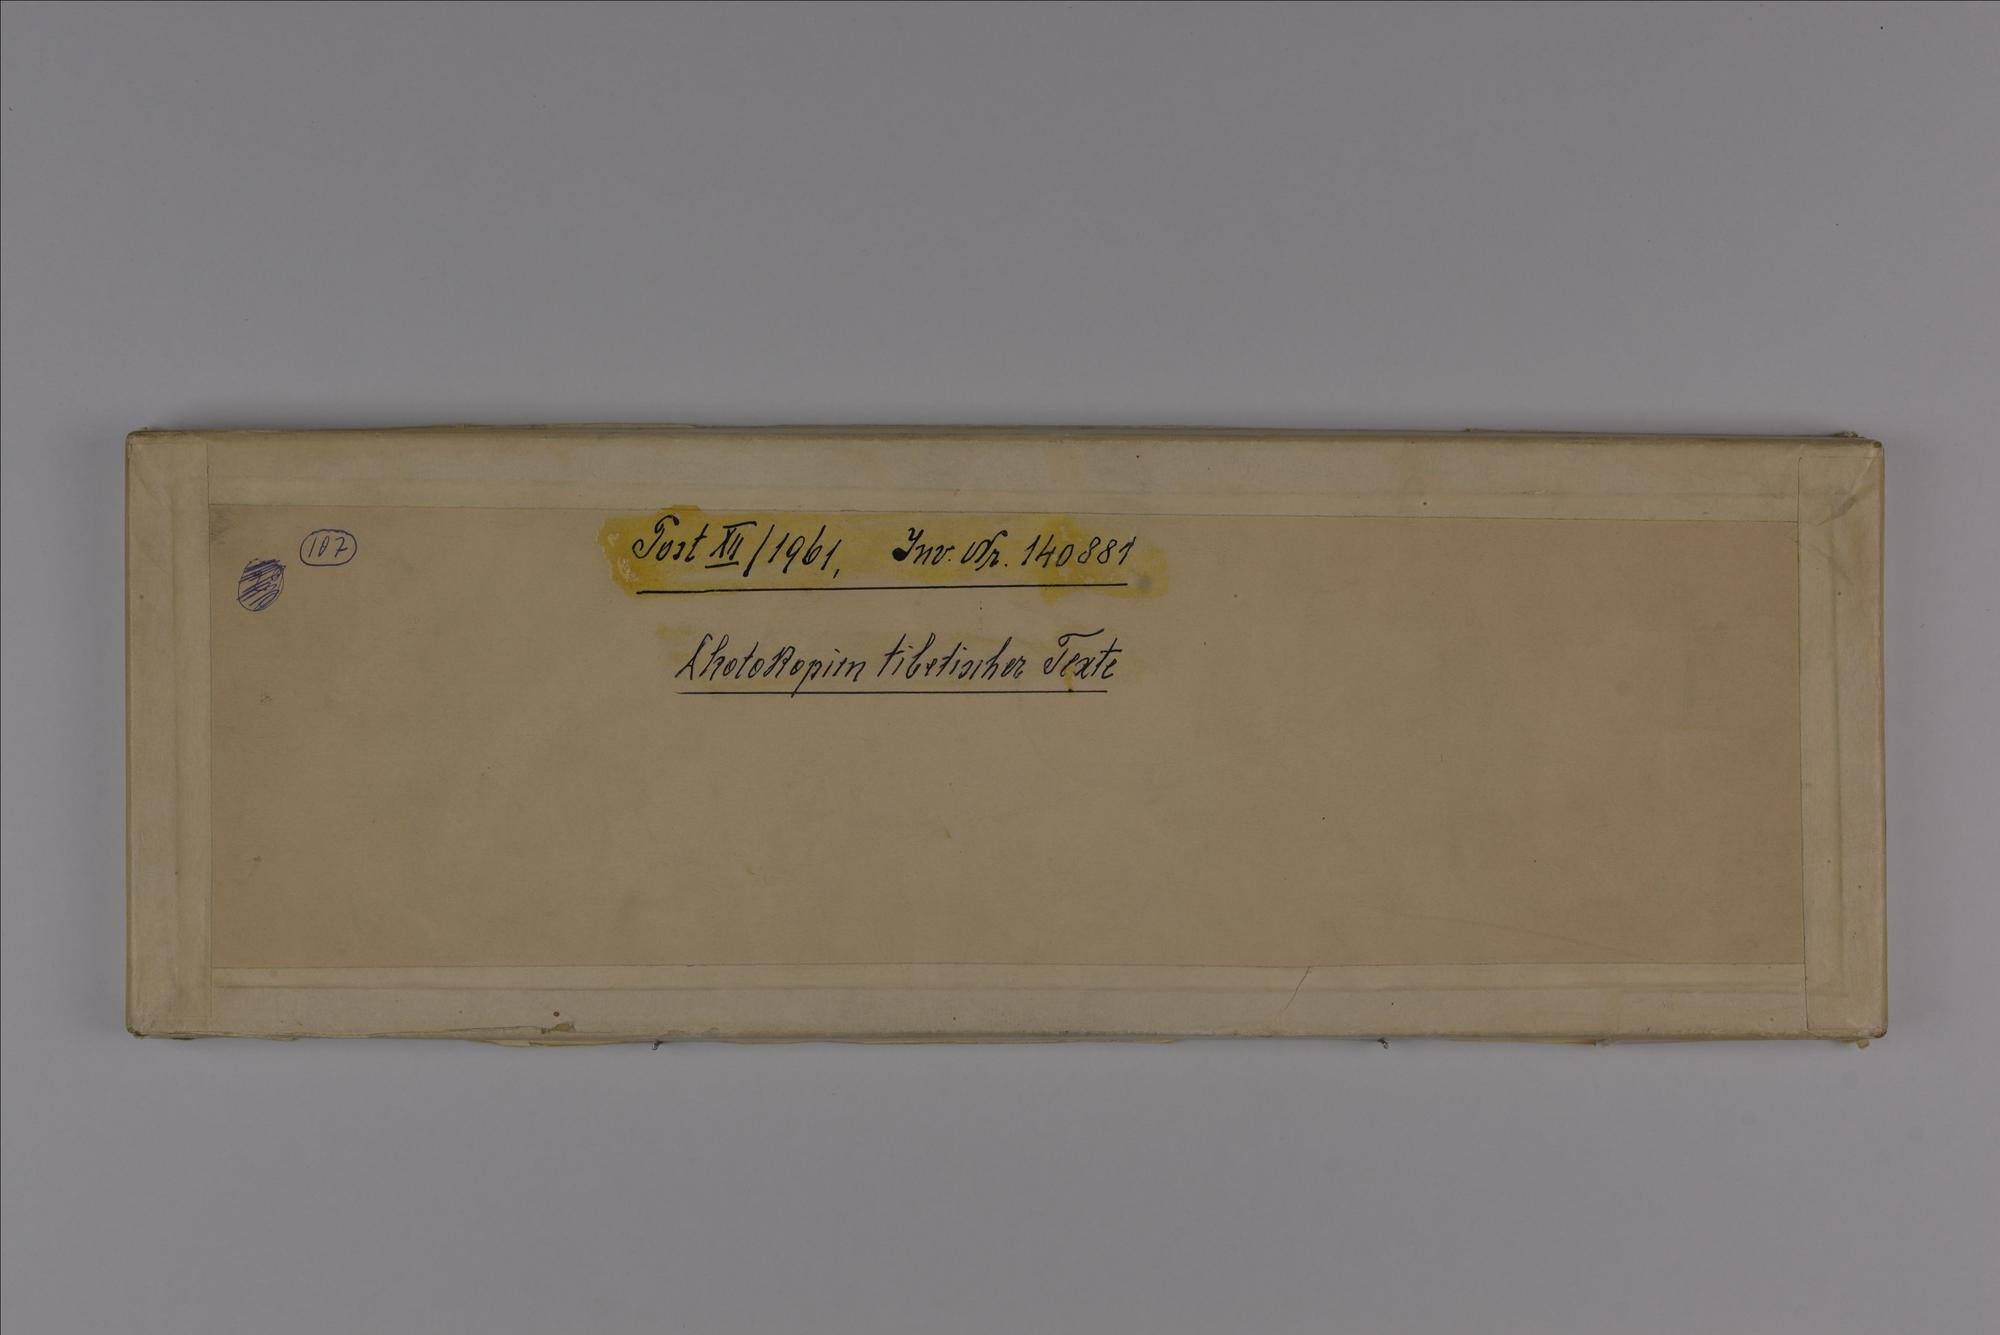 107
Post XII/1961, Inv. Nr. 140881
Photokopien tibetischer Texte